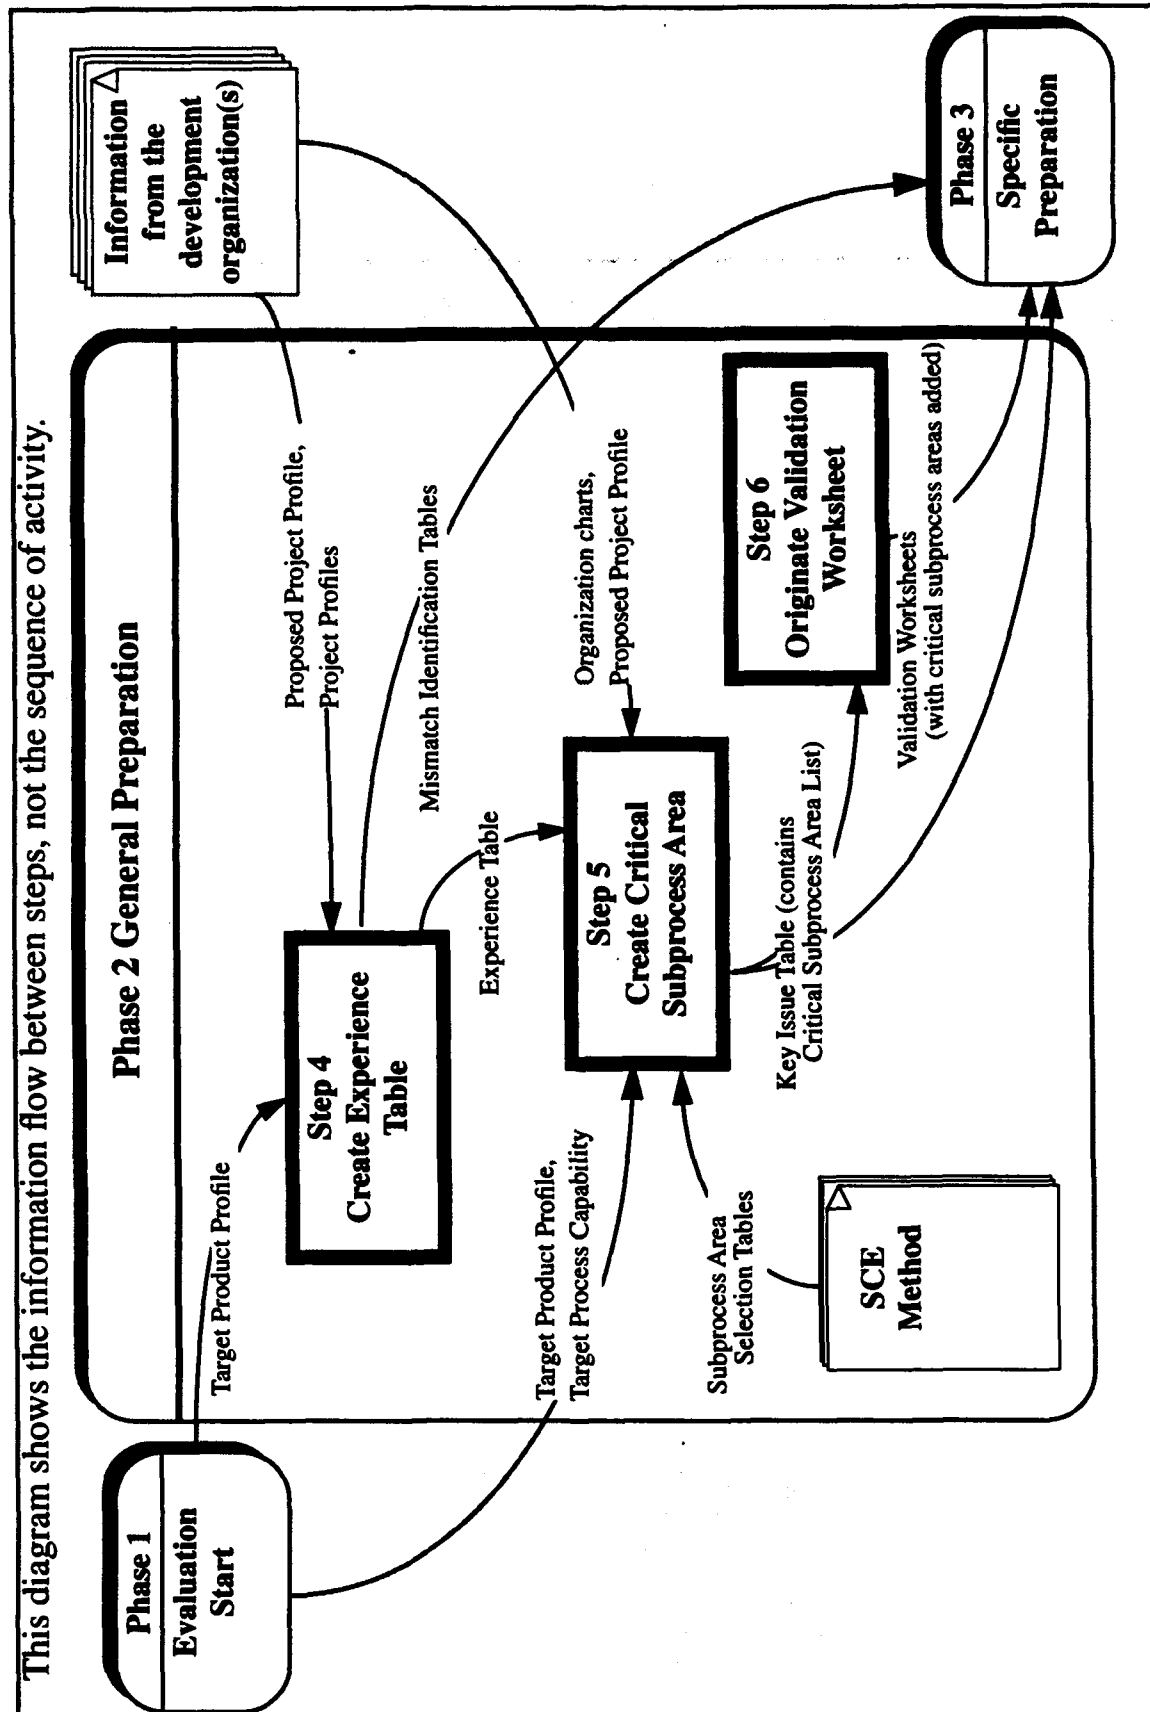 This diagram shows the information flow between steps, not the sequence of activity.
Phase 1
Evaluation
Start
Phase 2 General Preparation
Information
from the
development
organization(s)
Target Product Profile
Step 4
Create Experience
Table
Proposed Project Profile,
Project Profiles
Mismatch Identification Tables
Experience Table
Target Product Profile,
Target Process Capability
Step 5
Create Critical
Subprocess Area
Organization charts,
Proposed Project Profile
Subprocess Area
Selection Tables
SCE
Method
Key Issue Table (contains
Critical Subprocess Area List)
Step 6
Originate Validation
Worksheet
Validation Worksheets
(with critical subprocess areas added)
Phase 3
Specific
Preparation